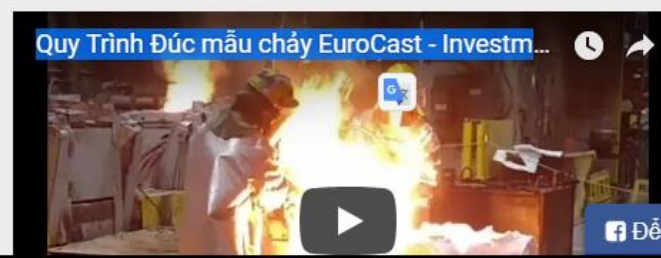 Quy Trình Đúc mẫu chảy EuroCast - Investm...
Để